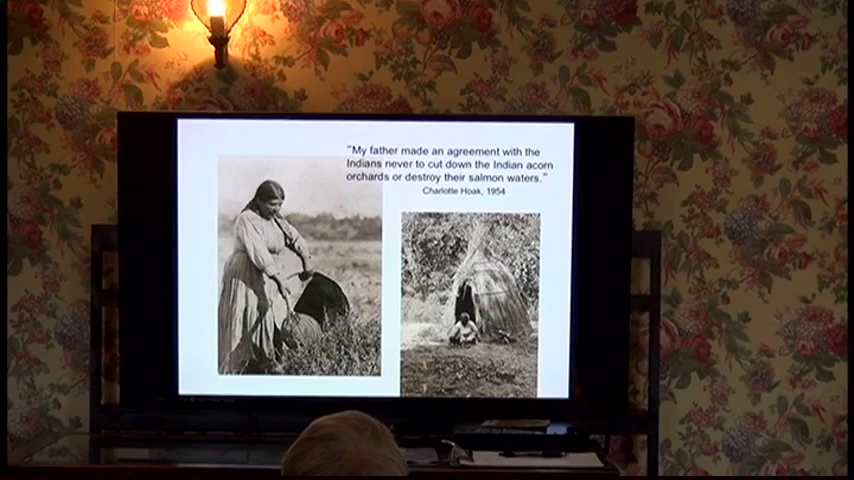 "My father made an agreement with the
Indians never to cut down the Indian acorn
orchards or destroy their salmon waters."
Charlotte Hoak, 1954